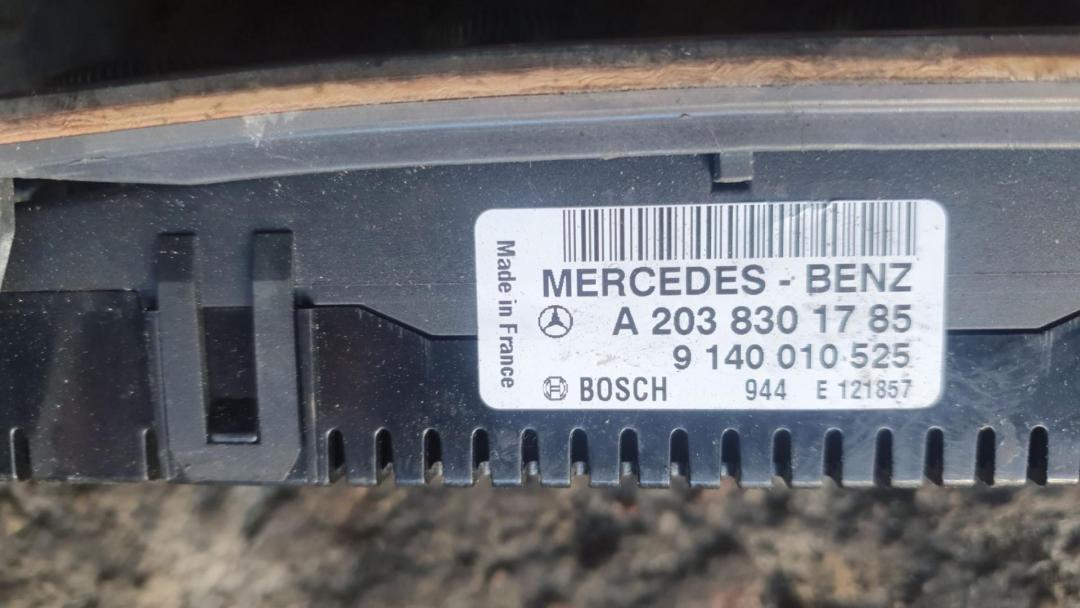 Made in France
MERCEDES - BENZ
A 203 830 17 85
9 140 010 525
BOSCH 944 E 121857